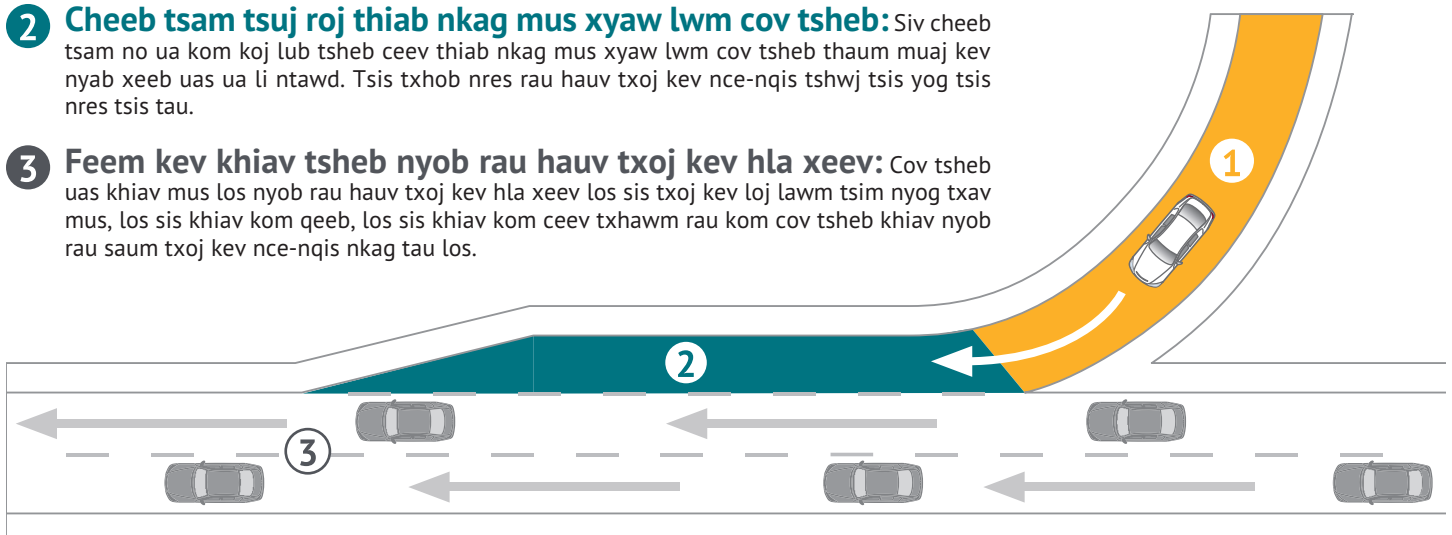 2 Cheeb tsam tsuj roj thiab nkag mus xyaw lwm cov tsheb: Siv cheeb
tsam no ua kom koj lub tsheb ceev thiab nkag mus xyaw lwm cov tsheb thaum muaj kev
nyab xeeb uas ua li ntawd. Tsis txhob nres rau hauv txoj kev nce-nqis tshwj tsis yog tsis
nres tsis tau.
3 Feem kev khiav tsheb nyob rau hauv txoj kev hla xeev: Cov tsheb
uas khiav mus los nyob rau hauv txoj kev hla xeev los sis txoj kev loj lawm tsim nyog txav
mus, los sis khiav kom qeeb, los sis khiav kom ceev txhawm rau kom cov tsheb khiav nyob
rau saum txoj kev nce-nqis nkag tau los.
1
2
3